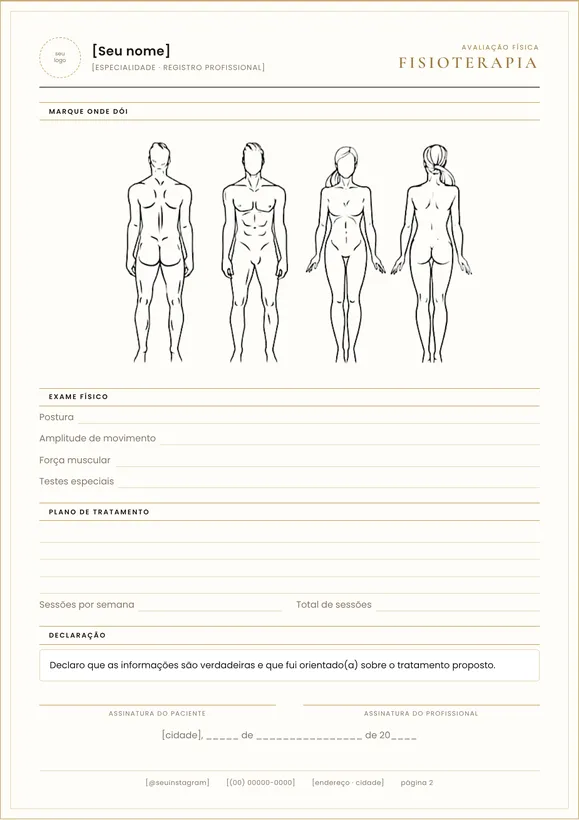 seu
logo
[Seu nome]
[ESPECIALIDADE · REGISTRO PROFISSIONAL]
AVALIAÇÃO FÍSICA
FISIOTERAPIA
MARQUE ONDE DÓI
EXAME FÍSICO
Postura
Amplitude de movimento
Força muscular
Testes especiais
PLANO DE TRATAMENTO
Sessões por semana Total de sessões
DECLARAÇÃO
Declaro que as informações são verdadeiras e que fui orientado(a) sobre o tratamento proposto.
ASSINATURA DO PACIENTE ASSINATURA DO PROFISSIONAL
[cidade], _____ de ________________ de 20____
[@seuinstagram] [(00) 00000-0000] [endereço · cidade] página 2